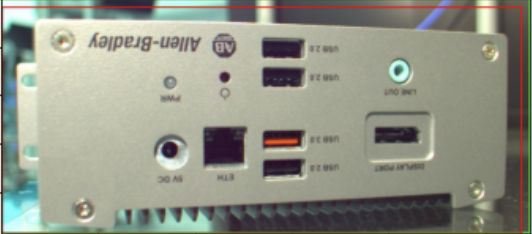 5V DC
ETH
USB 2.0
USB 3.0
DISPLAY PORT
PWR
USB 2.0
USB 2.0
LINE OUT
Allen-Bradley
AB